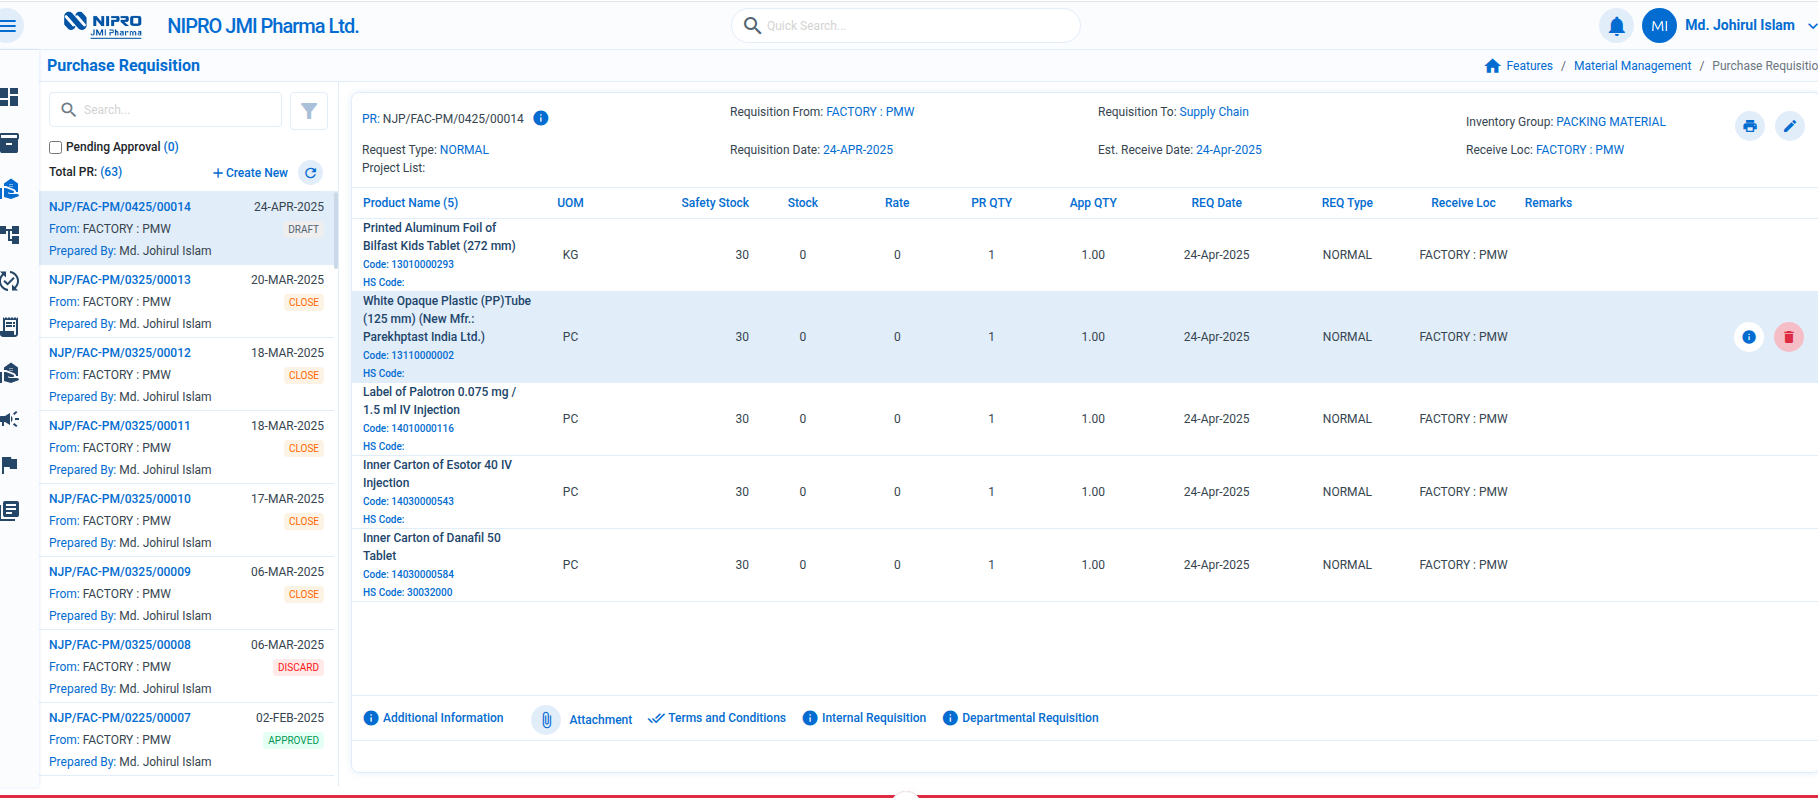 NIPRO
JMI Pharma
NIPRO JMI Pharma Ltd.
Quick Search...
MI
Md. Johirul Islam
Purchase Requisition
Features / Material Management / Purchase Requisitio
Search...
Pending Approval (0)
Total PR: (63)
+ Create New
NJP/FAC-PM/0425/00014 24-APR-2025
From: FACTORY : PMW DRAFT
Prepared By: Md. Johirul Islam
NJP/FAC-PM/0325/00013 20-MAR-2025
From: FACTORY : PMW CLOSE
Prepared By: Md. Johirul Islam
NJP/FAC-PM/0325/00012 18-MAR-2025
From: FACTORY : PMW CLOSE
Prepared By: Md. Johirul Islam
NJP/FAC-PM/0325/00011 18-MAR-2025
From: FACTORY : PMW CLOSE
Prepared By: Md. Johirul Islam
NJP/FAC-PM/0325/00010 17-MAR-2025
From: FACTORY : PMW CLOSE
Prepared By: Md. Johirul Islam
NJP/FAC-PM/0325/00009 06-MAR-2025
From: FACTORY : PMW CLOSE
Prepared By: Md. Johirul Islam
NJP/FAC-PM/0325/00008 06-MAR-2025
From: FACTORY : PMW DISCARD
Prepared By: Md. Johirul Islam
NJP/FAC-PM/0225/00007 02-FEB-2025
From: FACTORY : PMW APPROVED
Prepared By: Md. Johirul Islam
PR: NJP/FAC-PM/0425/00014 Requisition From: FACTORY : PMW Requisition To: Supply Chain Inventory Group: PACKING MATERIAL
Request Type: NORMAL Requisition Date: 24-APR-2025 Est. Receive Date: 24-Apr-2025 Receive Loc: FACTORY : PMW
Project List:
Product Name (5) UOM Safety Stock Stock Rate PR QTY App QTY REQ Date REQ Type Receive Loc Remarks
Printed Aluminum Foil of
Bilfast Kids Tablet (272 mm)
KG 30 0 0 1 1.00 24-Apr-2025 NORMAL FACTORY : PMW
Code: 13010000293
HS Code:
White Opaque Plastic (PP)Tube
(125 mm) (New Mfr.:
Parekhptast India Ltd.) PC 30 0 0 1 1.00 24-Apr-2025 NORMAL FACTORY : PMW
Code: 13110000002
HS Code:
Label of Palotron 0.075 mg /
1.5 ml IV Injection
PC 30 0 0 1 1.00 24-Apr-2025 NORMAL FACTORY : PMW
Code: 14010000116
HS Code:
Inner Carton of Esotor 40 IV
Injection
PC 30 0 0 1 1.00 24-Apr-2025 NORMAL FACTORY : PMW
Code: 14030000543
HS Code:
Inner Carton of Danafil 50
Tablet
PC 30 0 0 1 1.00 24-Apr-2025 NORMAL FACTORY : PMW
Code: 14030000584
HS Code: 30032000
Additional Information Attachment Terms and Conditions Internal Requisition Departmental Requisition